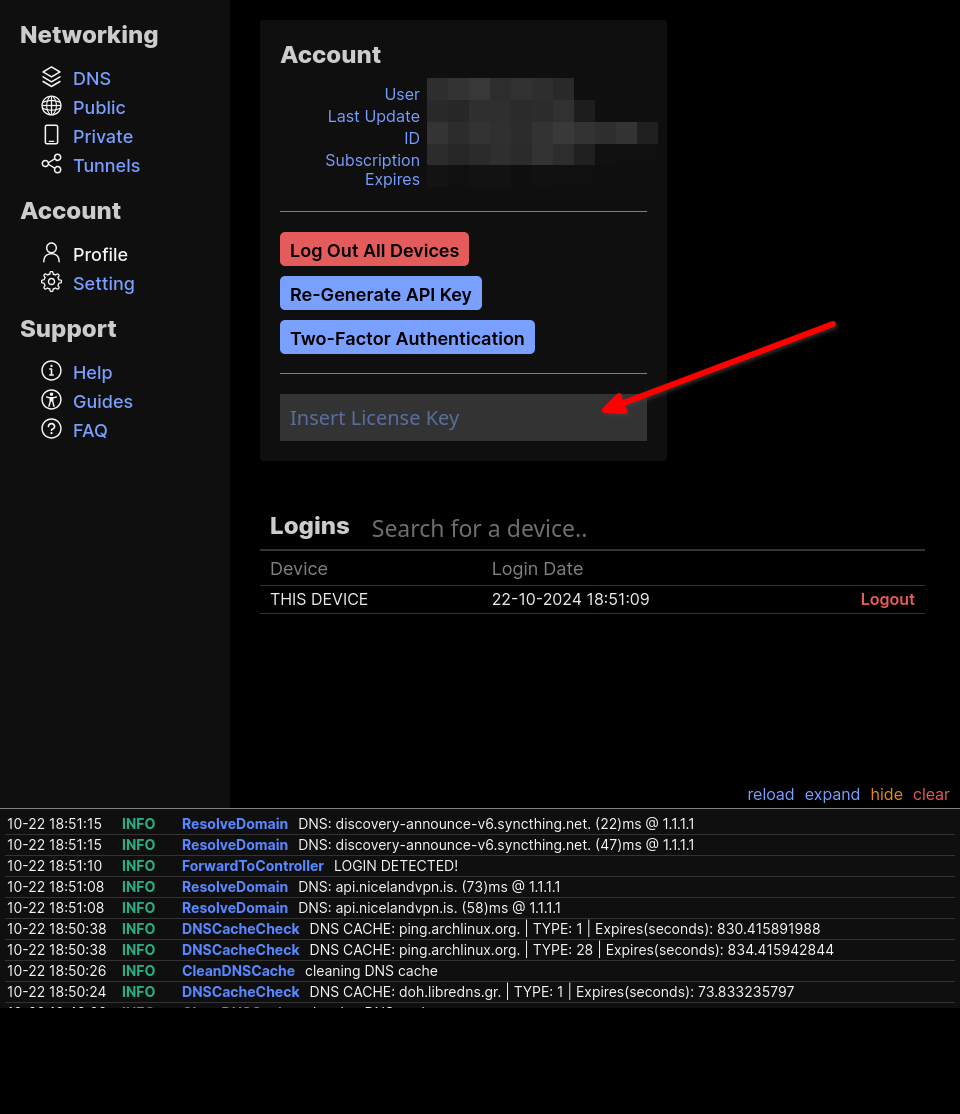 Networking
DNS
Public
Private
Tunnels
Account
Profile
Setting
Support
Help
Guides
FAQ
Account
User
Last Update
ID
Subscription
Expires
Log Out All Devices
Re-Generate API Key
Two-Factor Authentication
Insert License Key
Logins Search for a device..
Device Login Date
THIS DEVICE 22-10-2024 18:51:09 Logout
reload expand hide clear
10-22 18:51:15 INFO ResolveDomain DNS: discovery-announce-v6.syncthing.net. (22)ms @ 1.1.1.1
10-22 18:51:15 INFO ResolveDomain DNS: discovery-announce-v6.syncthing.net. (47)ms @ 1.1.1.1
10-22 18:51:10 INFO ForwardToController LOGIN DETECTED!
10-22 18:51:08 INFO ResolveDomain DNS: api.nicelandvpn.is. (73)ms @ 1.1.1.1
10-22 18:51:08 INFO ResolveDomain DNS: api.nicelandvpn.is. (58)ms @ 1.1.1.1
10-22 18:50:38 INFO DNSCacheCheck DNS CACHE: ping.archlinux.org. | TYPE: 1 | Expires(seconds): 830.415891988
10-22 18:50:38 INFO DNSCacheCheck DNS CACHE: ping.archlinux.org. | TYPE: 28 | Expires(seconds): 834.415942844
10-22 18:50:26 INFO CleanDNSCache cleaning DNS cache
10-22 18:50:24 INFO DNSCacheCheck DNS CACHE: doh.libredns.gr. | TYPE: 1 | Expires(seconds): 73.833235797